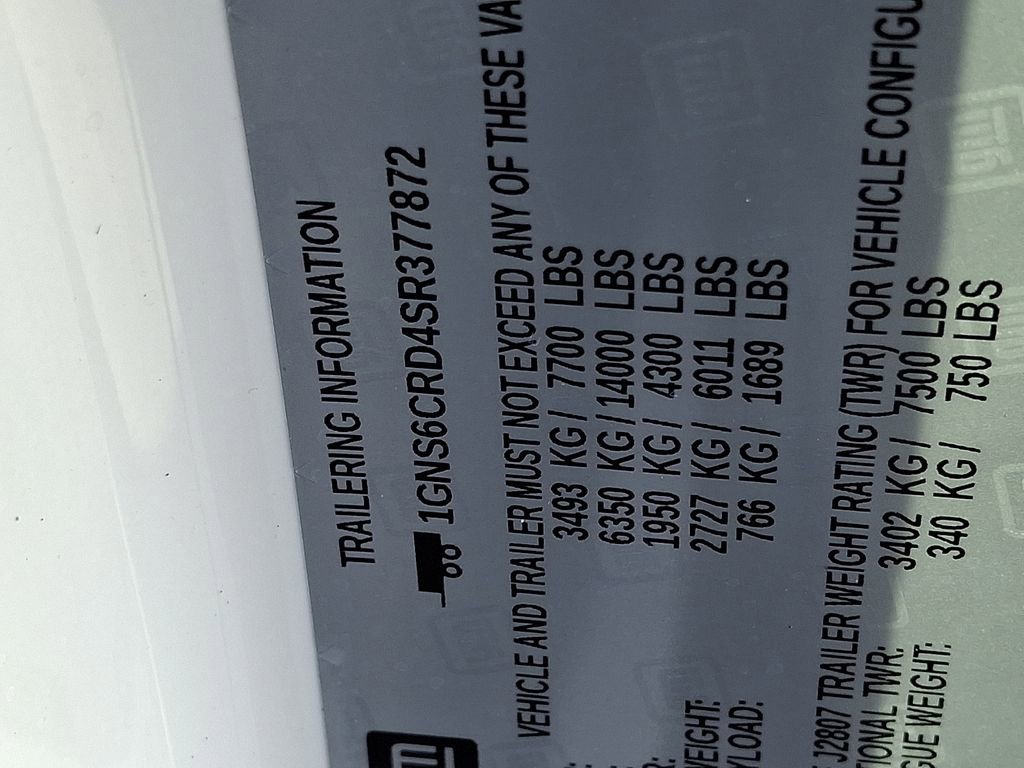 TRAILERING INFORMATION
1GNS6CRD4SR377872
VEHICLE AND TRAILER MUST NOT EXCEED ANY OF THESE VA
3493 KG / 7700 LBS
6350 KG / 14000 LBS
1950 KG / 4300 LBS
WEIGHT: 2727 KG / 6011 LBS
YLOAD: 766 KG / 1689 LBS
J2807 TRAILER WEIGHT RATING (TWR) FOR VEHICLE CONFIGU
TIONAL TWR: 3402 KG / 7500 LBS
GUE WEIGHT: 340 KG / 750 LBS